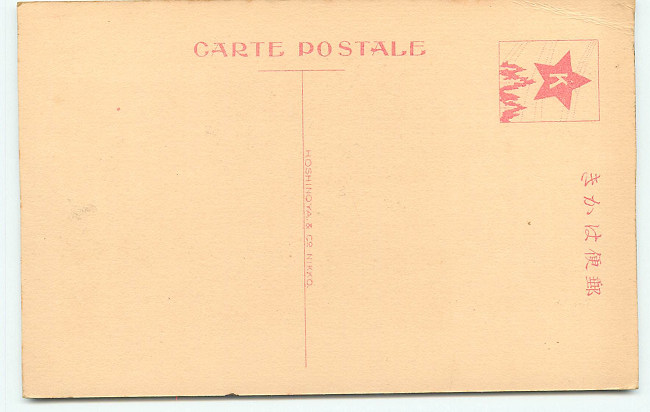 CARTE POSTALE
K
HOSHINOYA & Co. NIKKO.
郵便はかき